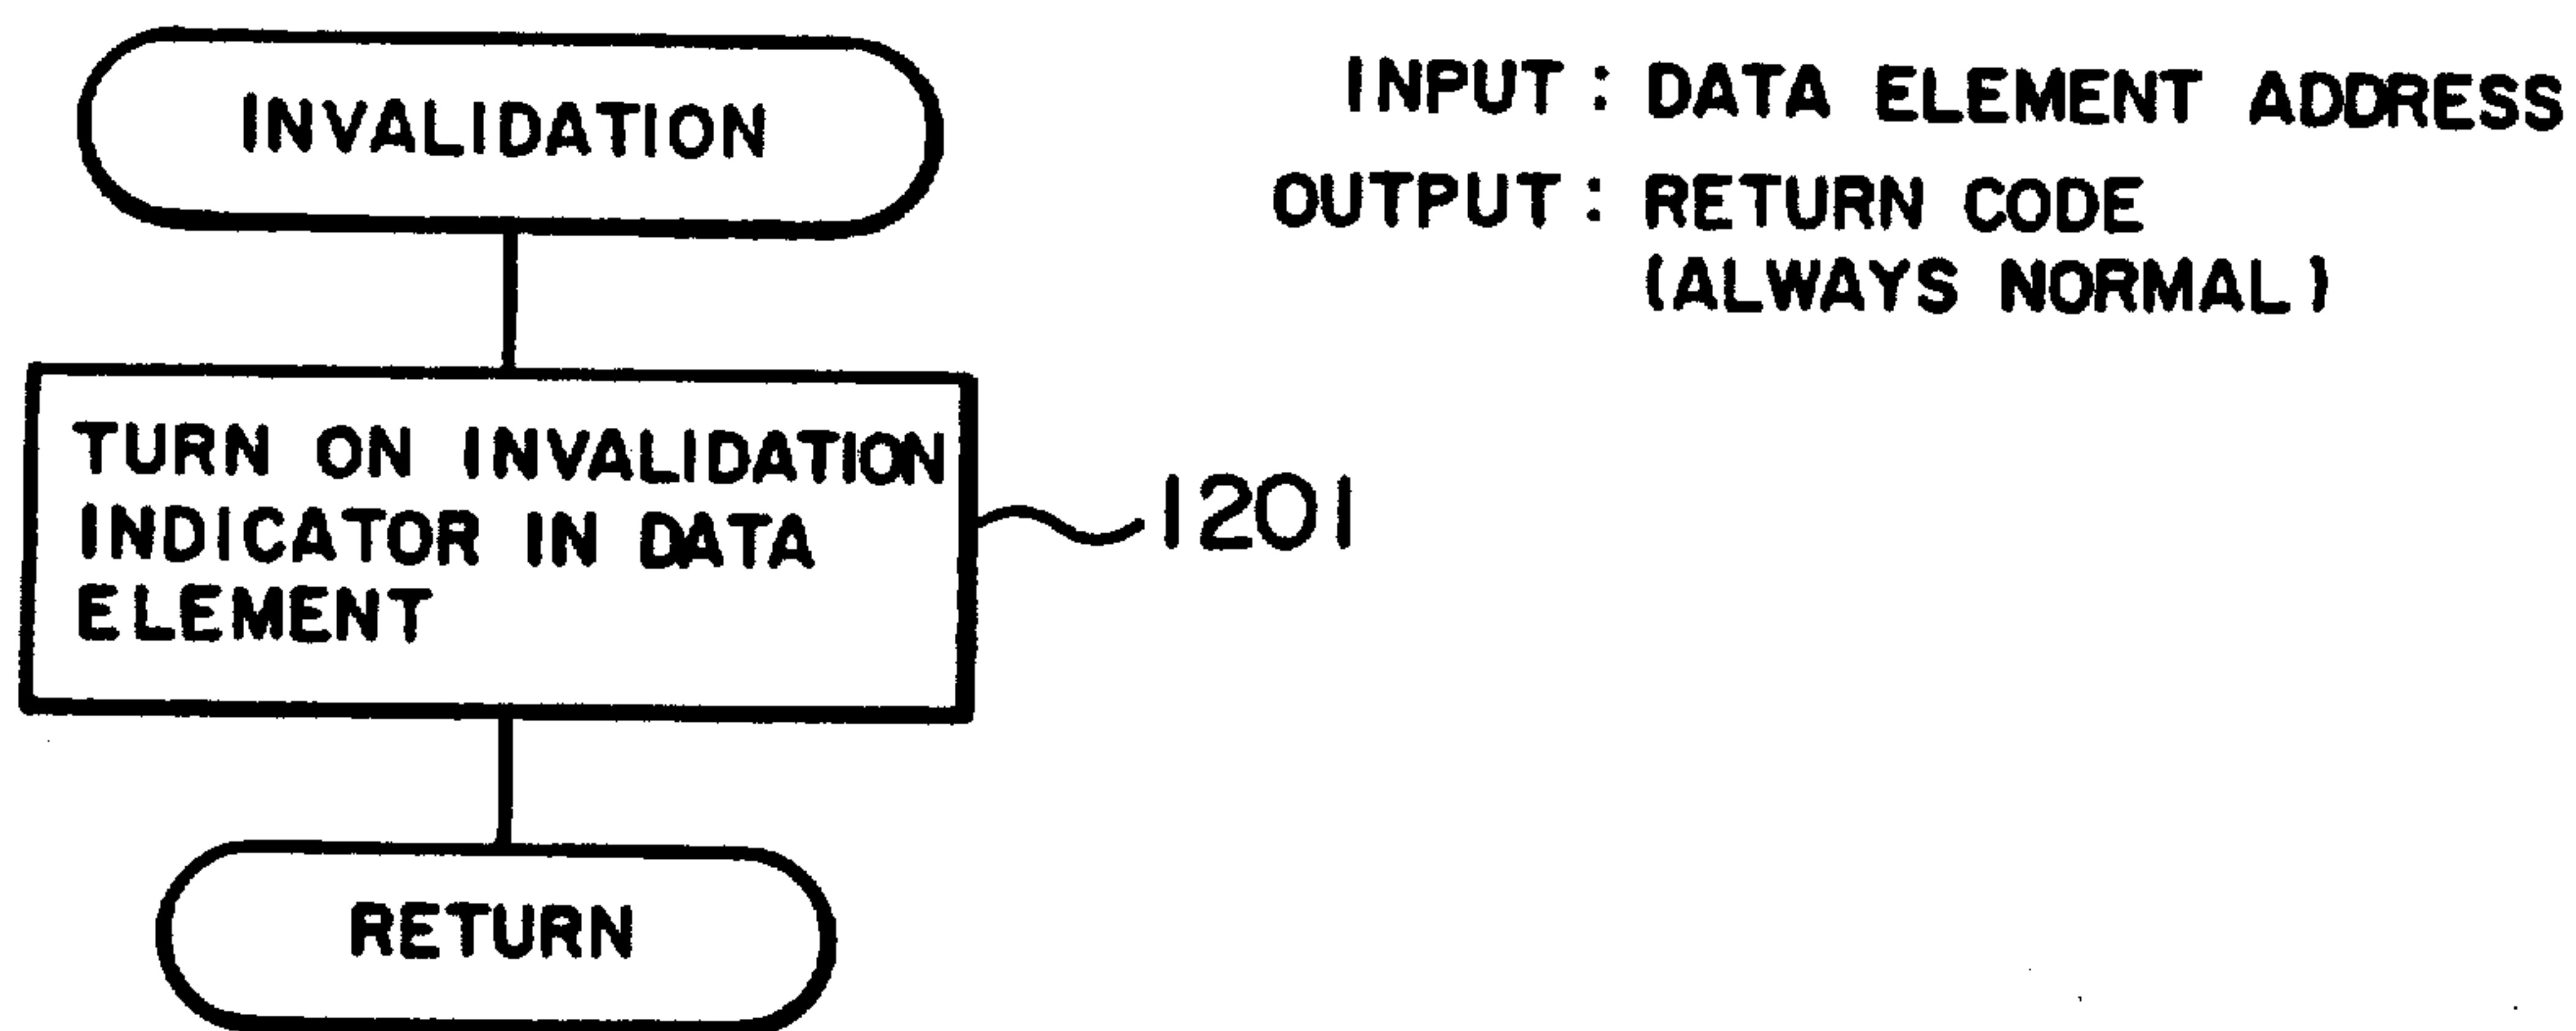 INVALIDATION
INPUT : DATA ELEMENT ADDRESS
OUTPUT : RETURN CODE
(ALWAYS NORMAL)
TURN ON INVALIDATION
INDICATOR IN DATA
ELEMENT
1201
RETURN